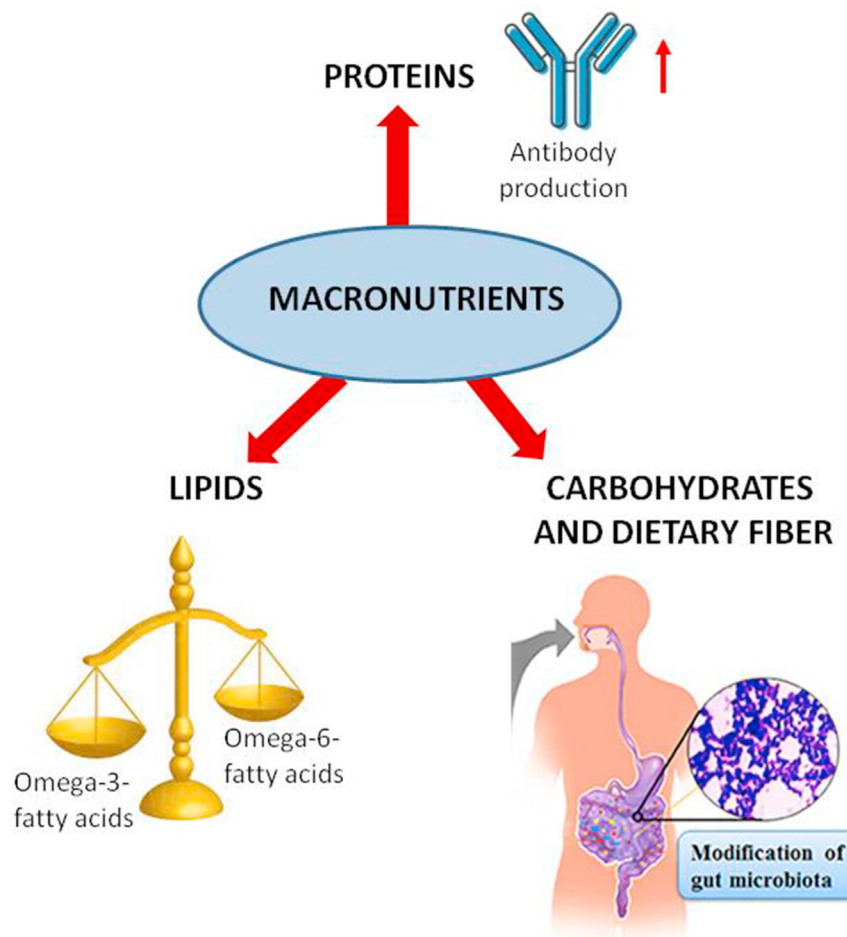 PROTEINS
Antibody
production
MACRONUTRIENTS
LIPIDS
CARBOHYDRATES
AND DIETARY FIBER
Omega-3-
fatty acids
Omega-6-
fatty acids
Modification of
gut microbiota